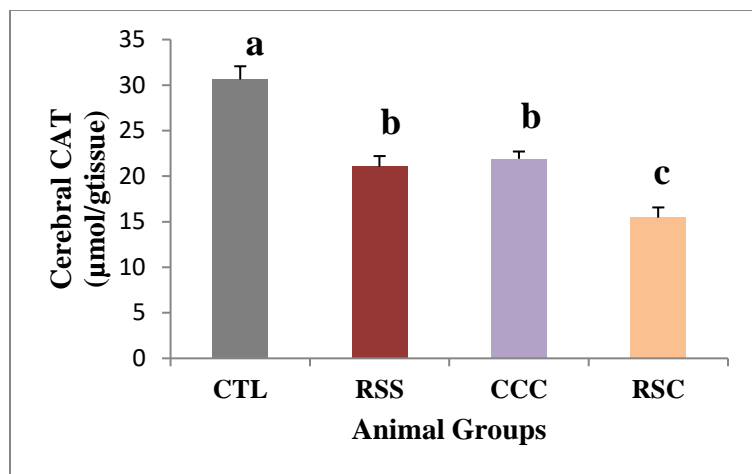 Cerebral CAT
(µmol/gtissue)
35
30
25
20
15
10
5
0
a
b
b
c
CTL
RSS
CCC
RSC
Animal Groups